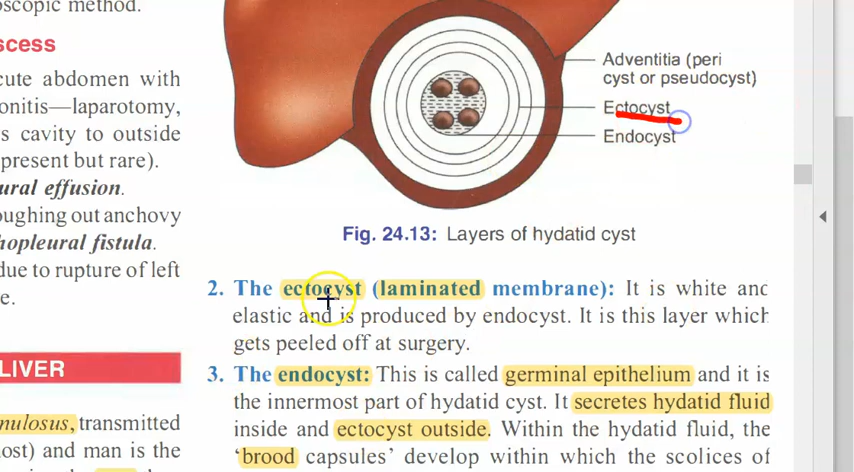 oscopic method.
scess
cute abdomen with
onitis—laparotomy,
s cavity to outside
present but rare).
ural effusion.
oughing out anchovy
hopleural fistula.
due to rupture of left
e.
LIVER
nulosus, transmitted
ost) and man is the
Adventitia (peri
cyst or pseudocyst)
Ectocyst
Endocyst
Fig. 24.13: Layers of hydatid cyst
2. The ectocyst (laminated membrane): It is white and
elastic and is produced by endocyst. It is this layer which
gets peeled off at surgery.
3. The endocyst: This is called germinal epithelium and it is
the innermost part of hydatid cyst. It secretes hydatid fluid
inside and ectocyst outside. Within the hydatid fluid, the
‘brood capsules’ develop within which the scolices of